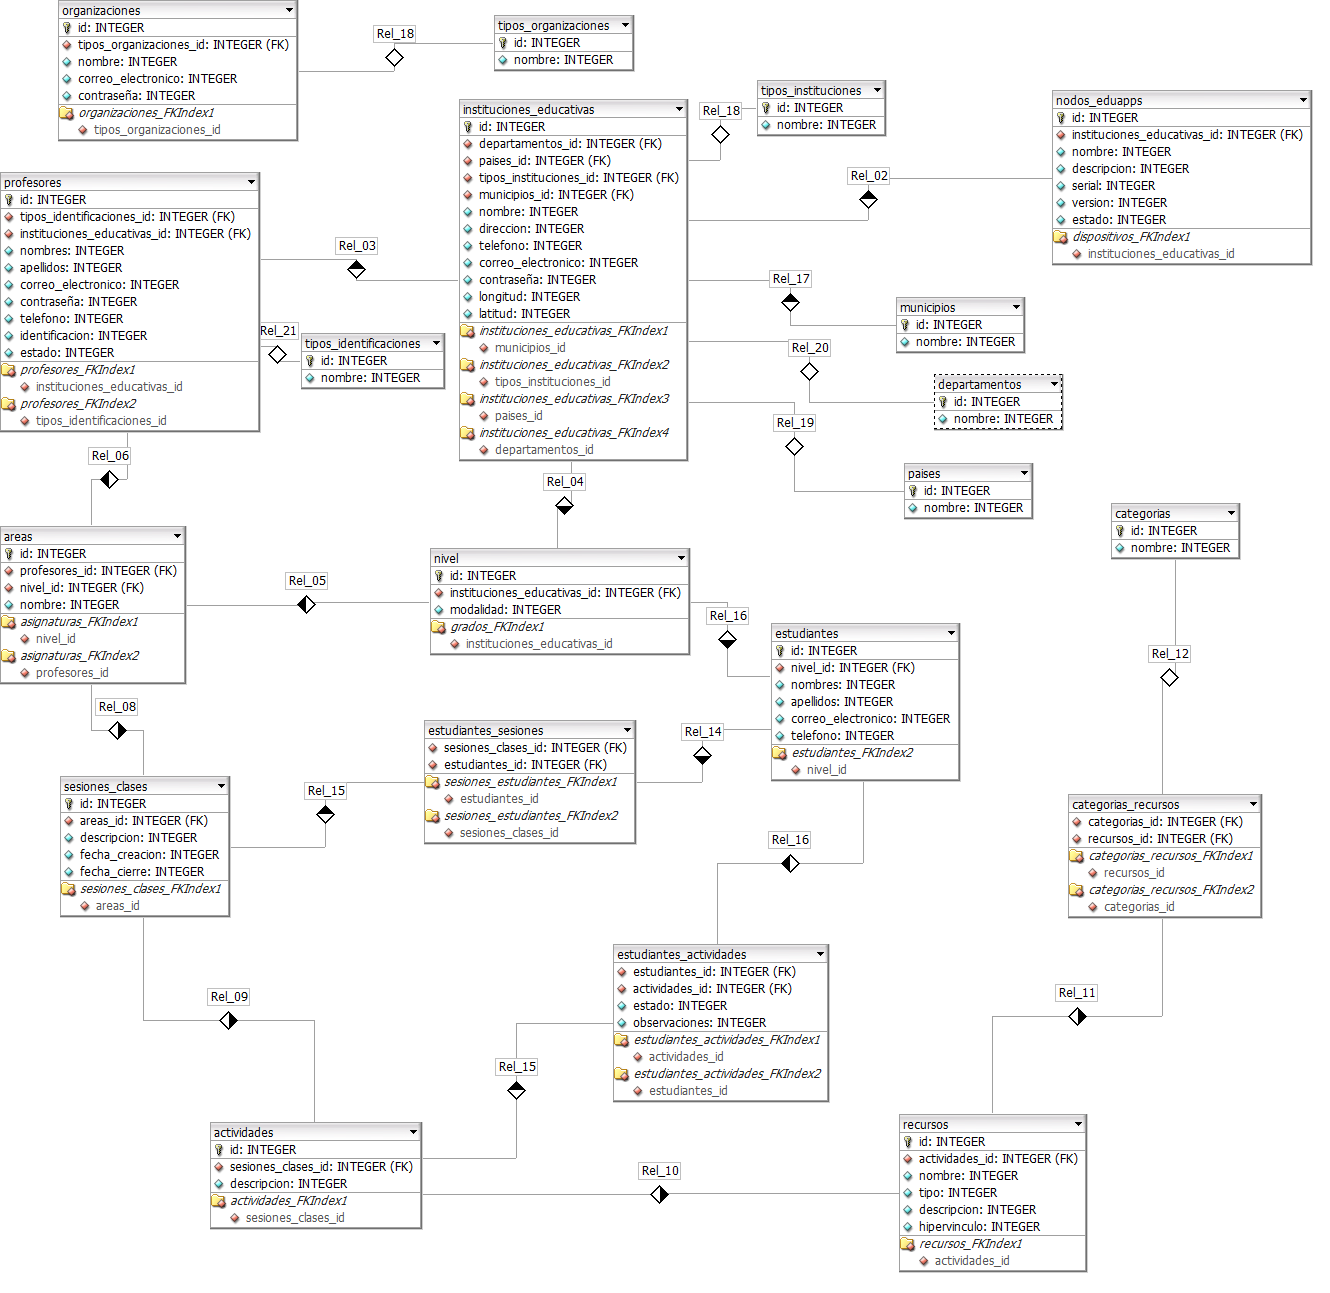 organizaciones
id: INTEGER
tipos_organizaciones_id: INTEGER (FK)
nombre: INTEGER
correo_electronico: INTEGER
contraseña: INTEGER
organizaciones_FKIndex1
tipos_organizaciones_id
Rel_18
tipos_organizaciones
id: INTEGER
nombre: INTEGER
instituciones_educativas
id: INTEGER
departamentos_id: INTEGER (FK)
paises_id: INTEGER (FK)
tipos_instituciones_id: INTEGER (FK)
municipios_id: INTEGER (FK)
nombre: INTEGER
direccion: INTEGER
telefono: INTEGER
correo_electronico: INTEGER
contraseña: INTEGER
longitud: INTEGER
latitud: INTEGER
instituciones_educativas_FKIndex1
municipios_id
instituciones_educativas_FKIndex2
tipos_instituciones_id
instituciones_educativas_FKIndex3
paises_id
instituciones_educativas_FKIndex4
departamentos_id
Rel_18
tipos_instituciones
id: INTEGER
nombre: INTEGER
Rel_02
nodos_eduapps
id: INTEGER
instituciones_educativas_id: INTEGER (FK)
nombre: INTEGER
descripcion: INTEGER
serial: INTEGER
version: INTEGER
estado: INTEGER
dispositivos_FKIndex1
instituciones_educativas_id
profesores
id: INTEGER
tipos_identificaciones_id: INTEGER (FK)
instituciones_educativas_id: INTEGER (FK)
nombres: INTEGER
apellidos: INTEGER
correo_electronico: INTEGER
contraseña: INTEGER
telefono: INTEGER
identificacion: INTEGER
estado: INTEGER
profesores_FKIndex1
instituciones_educativas_id
profesores_FKIndex2
tipos_identificaciones_id
Rel_03
Rel_21
tipos_identificaciones
id: INTEGER
nombre: INTEGER
Rel_17
municipios
id: INTEGER
nombre: INTEGER
Rel_20
departamentos
id: INTEGER
nombre: INTEGER
Rel_19
paises
id: INTEGER
nombre: INTEGER
Rel_06
Rel_04
categorias
id: INTEGER
nombre: INTEGER
areas
id: INTEGER
profesores_id: INTEGER (FK)
nivel_id: INTEGER (FK)
nombre: INTEGER
asignaturas_FKIndex1
nivel_id
asignaturas_FKIndex2
profesores_id
Rel_05
nivel
id: INTEGER
instituciones_educativas_id: INTEGER (FK)
modalidad: INTEGER
grados_FKIndex1
instituciones_educativas_id
Rel_16
estudiantes
id: INTEGER
nivel_id: INTEGER (FK)
nombres: INTEGER
apellidos: INTEGER
correo_electronico: INTEGER
telefono: INTEGER
estudiantes_FKIndex2
nivel_id
Rel_12
Rel_08
estudiantes_sesiones
sesiones_clases_id: INTEGER (FK)
estudiantes_id: INTEGER (FK)
sesiones_estudiantes_FKIndex1
estudiantes_id
sesiones_estudiantes_FKIndex2
sesiones_clases_id
Rel_14
sesiones_clases
id: INTEGER
areas_id: INTEGER (FK)
descripcion: INTEGER
fecha_creacion: INTEGER
fecha_cierre: INTEGER
sesiones_clases_FKIndex1
areas_id
Rel_15
Rel_16
categorias_recursos
categorias_id: INTEGER (FK)
recursos_id: INTEGER (FK)
categorias_recursos_FKIndex1
recursos_id
categorias_recursos_FKIndex2
categorias_id
Rel_09
estudiantes_actividades
estudiantes_id: INTEGER (FK)
actividades_id: INTEGER (FK)
estado: INTEGER
observaciones: INTEGER
estudiantes_actividades_FKIndex1
actividades_id
estudiantes_actividades_FKIndex2
estudiantes_id
Rel_11
Rel_15
actividades
id: INTEGER
sesiones_clases_id: INTEGER (FK)
descripcion: INTEGER
actividades_FKIndex1
sesiones_clases_id
Rel_10
recursos
id: INTEGER
actividades_id: INTEGER (FK)
nombre: INTEGER
tipo: INTEGER
descripcion: INTEGER
hipervinculo: INTEGER
recursos_FKIndex1
actividades_id